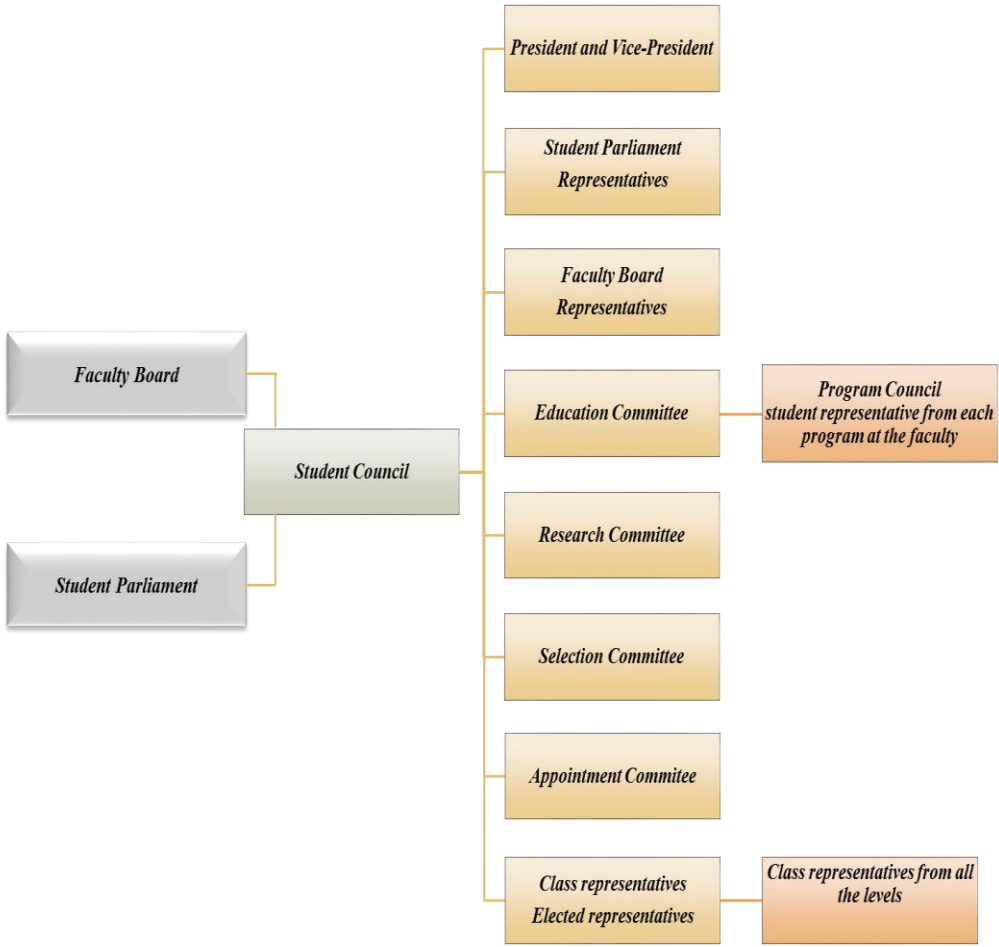 President and Vice-President
Student Parliament
Representatives
Faculty Board
Representatives
Faculty Board
Education Committee
Program Council
student representative from each
program at the faculty
Student Council
Research Committee
Student Parliament
Selection Committee
Appointment Commitee
Class representatives
Elected representatives
Class representatives from all
the levels